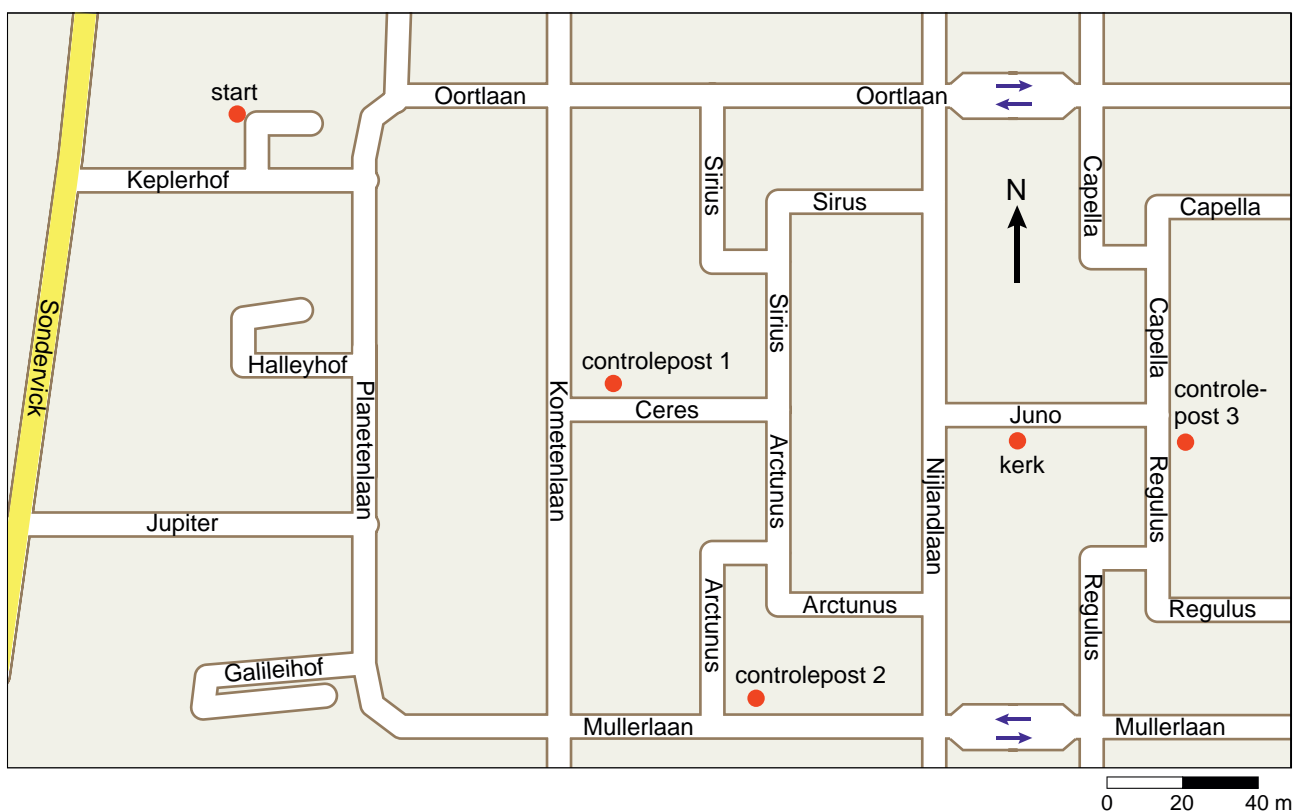 start
Oortlaan
Oortlaan
Keplerhof
Sirius
Capella
N
Sirus
Capella
Sondervick
Halleyhof
Sirius
Capella
controlepost 1
Planetenlaan
Kometenlaan
Ceres
Juno
controle-
post 3
kerk
Arctunus
Nijlandlaan
Regulus
Jupiter
Arctunus
Arctunus
Regulus
Regulus
Galileihof
controlepost 2
Mullerlaan
Mullerlaan
0 20 40 m